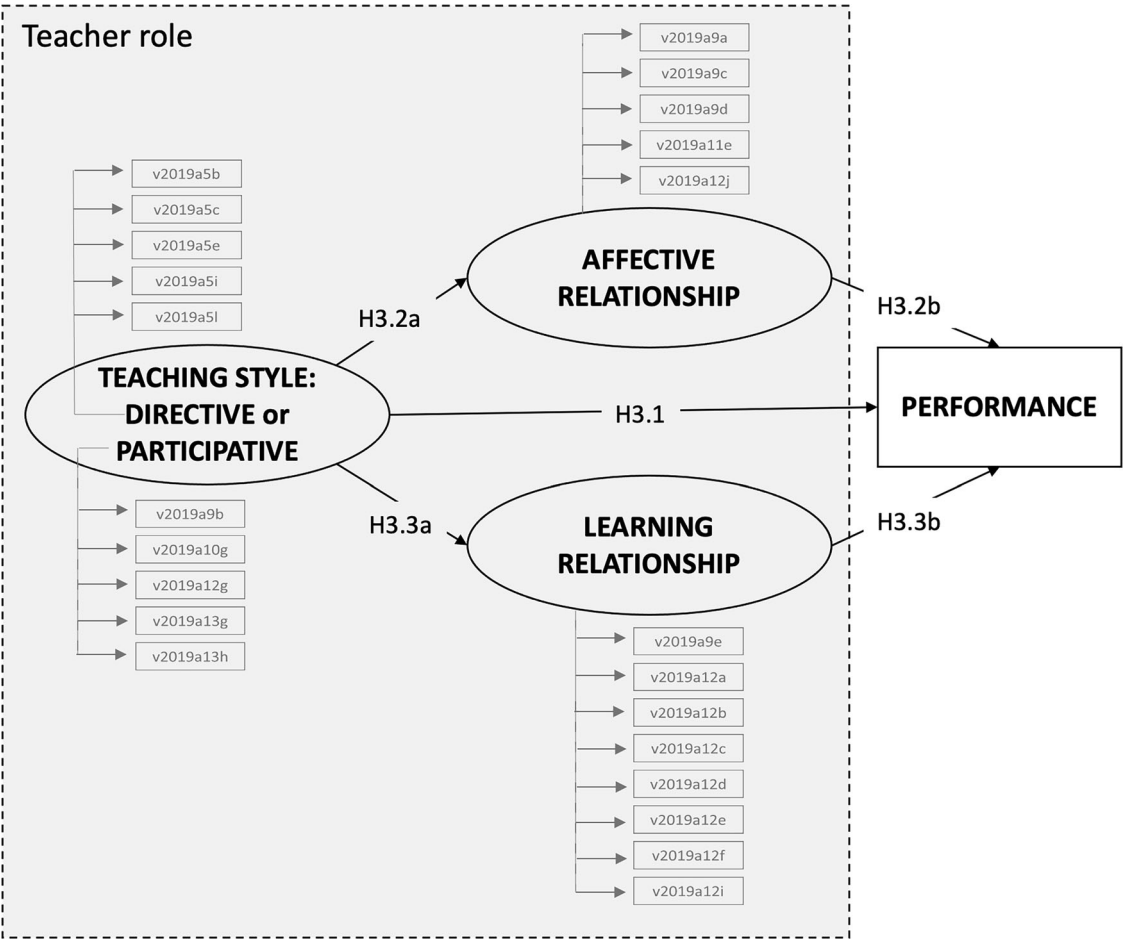 Teacher role
v2019a9a
v2019a9c
v2019a9d
v2019a11e
v2019a12j
v2019a5b
v2019a5c
v2019a5e
v2019a5i
v2019a5l
AFFECTIVE
RELATIONSHIP
H3.2a
H3.2b
TEACHING STYLE:
DIRECTIVE or
PARTICIPATIVE
H3.1
PERFORMANCE
H3.3a
H3.3b
LEARNING
RELATIONSHIP
v2019a9b
v2019a10g
v2019a12g
v2019a13g
v2019a13h
v2019a9e
v2019a12a
v2019a12b
v2019a12c
v2019a12d
v2019a12e
v2019a12f
v2019a12i